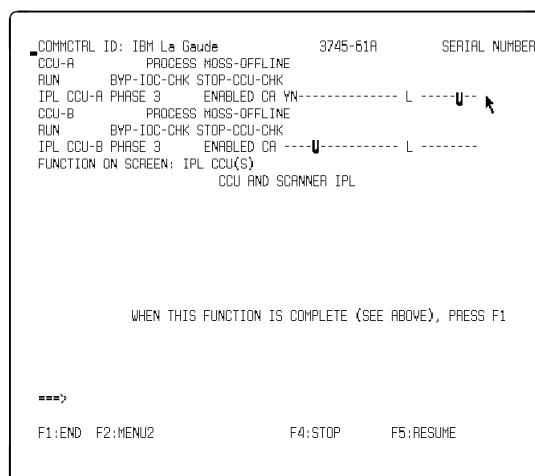 COMMCTRL ID: IBM La Gaude 3745-61A SERIAL NUMBER
CCU-A PROCESS MOSS-OFFLINE
RUN BYP-IOC-CHK STOP-CCU-CHK
IPL CCU-A PHASE 3 ENABLED CA YN-------------- L -----U--
CCU-B PROCESS MOSS-OFFLINE
RUN BYP-IOC-CHK STOP-CCU-CHK
IPL CCU-B PHASE 3 ENABLED CA ----U----------- L --------
FUNCTION ON SCREEN: IPL CCU(S)
CCU AND SCANNER IPL
WHEN THIS FUNCTION IS COMPLETE (SEE ABOVE), PRESS F1
===>
F1:END F2:MENU2 F4:STOP F5:RESUME